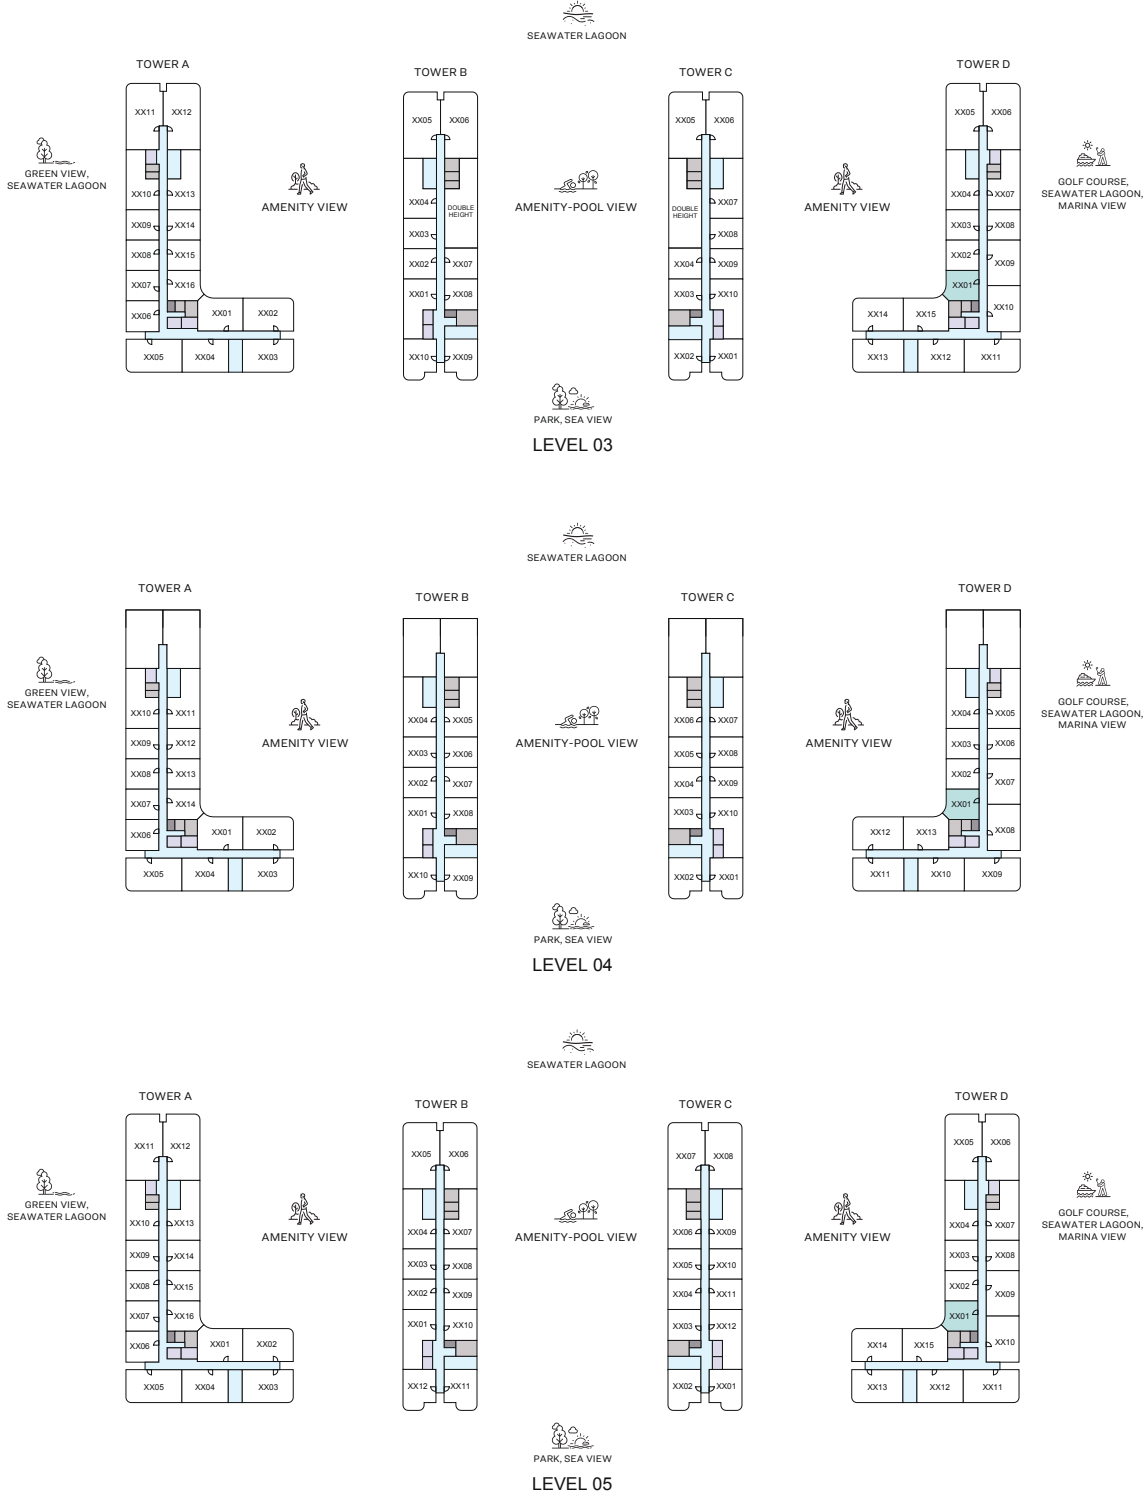 SEAWATER LAGOON
TOWER A
TOWER B
TOWER C
TOWER D
XX11 XX12
XX05 XX06
XX05 XX06
XX05 XX06
GREEN VIEW,
SEAWATER LAGOON
AMENITY VIEW
AMENITY-POOL VIEW
AMENITY VIEW
GOLF COURSE,
SEAWATER LAGOON,
MARINA VIEW
XX10 XX13
XX09 XX14
XX08 XX15
XX07 XX16
XX06 XX01 XX02
XX05 XX04 XX03
XX04 DOUBLE
HEIGHT
XX03
XX02 XX07
XX01 XX08
XX10 XX09
DOUBLE
HEIGHT
XX07
XX08
XX04 XX09
XX03 XX10
XX02 XX01
XX04 XX07
XX03 XX08
XX02 XX09
XX01
XX14 XX15 XX10
XX13 XX12 XX11
PARK, SEA VIEW
LEVEL 03
SEAWATER LAGOON
TOWER A
TOWER B
TOWER C
TOWER D
GREEN VIEW,
SEAWATER LAGOON
AMENITY VIEW
AMENITY-POOL VIEW
AMENITY VIEW
GOLF COURSE,
SEAWATER LAGOON,
MARINA VIEW
XX10 XX11
XX09 XX12
XX08 XX13
XX07 XX14
XX06 XX01 XX02
XX05 XX04 XX03
XX04 XX05
XX03 XX06
XX02 XX07
XX01 XX08
XX10 XX09
XX06 XX07
XX05 XX08
XX04 XX09
XX03 XX10
XX02 XX01
XX04 XX05
XX03 XX06
XX02 XX07
XX01
XX12 XX13 XX08
XX11 XX10 XX09
PARK, SEA VIEW
LEVEL 04
SEAWATER LAGOON
TOWER A
TOWER B
TOWER C
TOWER D
XX11 XX12
XX05 XX06
XX07 XX08
XX05 XX06
GREEN VIEW,
SEAWATER LAGOON
AMENITY VIEW
AMENITY-POOL VIEW
AMENITY VIEW
GOLF COURSE,
SEAWATER LAGOON,
MARINA VIEW
XX10 XX13
XX09 XX14
XX08 XX15
XX07 XX16
XX06 XX01 XX02
XX05 XX04 XX03
XX04 XX07
XX03 XX08
XX02 XX09
XX01 XX10
XX12 XX11
XX06 XX09
XX05 XX10
XX04 XX11
XX03 XX12
XX02 XX01
XX04 XX07
XX03 XX08
XX02 XX09
XX01
XX14 XX15 XX10
XX13 XX12 XX11
PARK, SEA VIEW
LEVEL 05